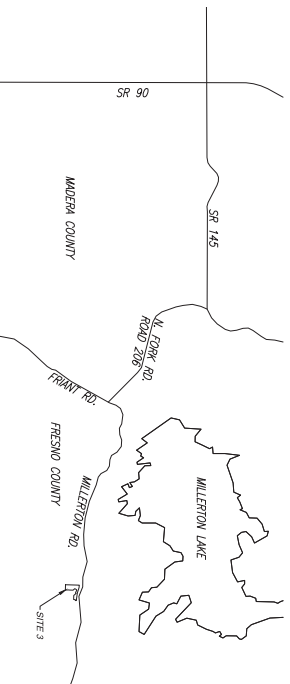 SR 90
MADERA COUNTY
SR 145
N. FORK RD.
ROAD 206
FRIANT RD.
FRESNO COUNTY
MILLERTON RD.
MILLERTON LAKE
SITE 3